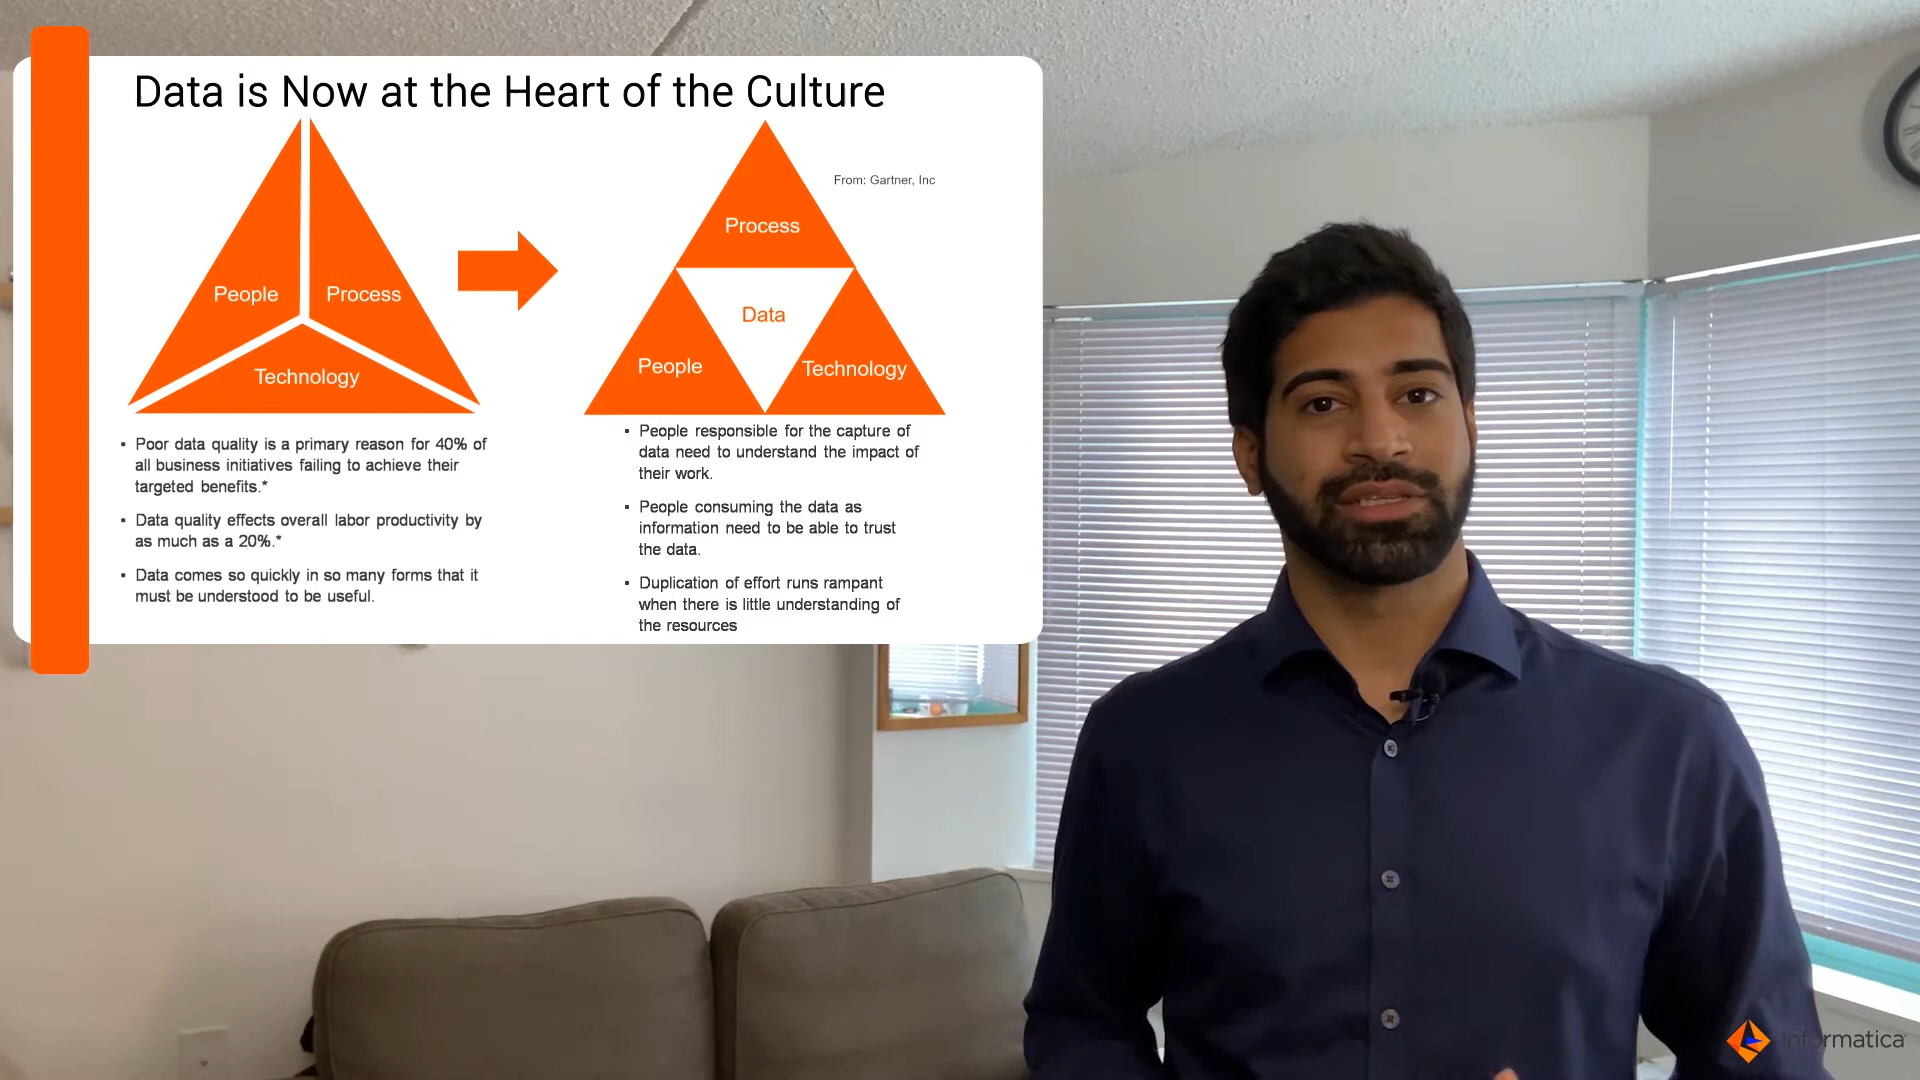 Data is Now at the Heart of the Culture
People
Process
Technology
From: Gartner, Inc
Process
Data
People
Technology
▪ Poor data quality is a primary reason for 40% of
all business initiatives failing to achieve their
targeted benefits.*
▪ Data quality effects overall labor productivity by
as much as a 20%.*
▪ Data comes so quickly in so many forms that it
must be understood to be useful.
▪ People responsible for the capture of
data need to understand the impact of
their work.
▪ People consuming the data as
information need to be able to trust
the data.
▪ Duplication of effort runs rampant
when there is little understanding of
the resources
Informatica